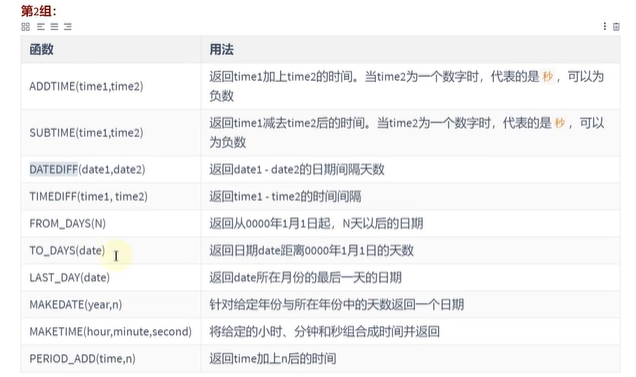 第2组：
函数 用法
ADDTIME(time1,time2) 返回time1加上time2的时间。当time2为一个数字时，代表的是 秒 ，可以为
负数
SUBTIME(time1,time2) 返回time1减去time2后的时间。当time2为一个数字时，代表的是 秒 ，可以
为负数
DATEDIFF(date1,date2) 返回date1 - date2的日期间隔天数
TIMEDIFF(time1, time2) 返回time1 - time2的时间间隔
FROM_DAYS(N) 返回从0000年1月1日起，N天以后的日期
TO_DAYS(date) 返回日期date距离0000年1月1日的天数
LAST_DAY(date) 返回date所在月份的最后一天的日期
MAKEDATE(year,n) 针对给定年份与所在年份中的天数返回一个日期
MAKETIME(hour,minute,second) 将给定的小时、分钟和秒组合成时间并返回
PERIOD_ADD(time,n) 返回time加上n后的时间